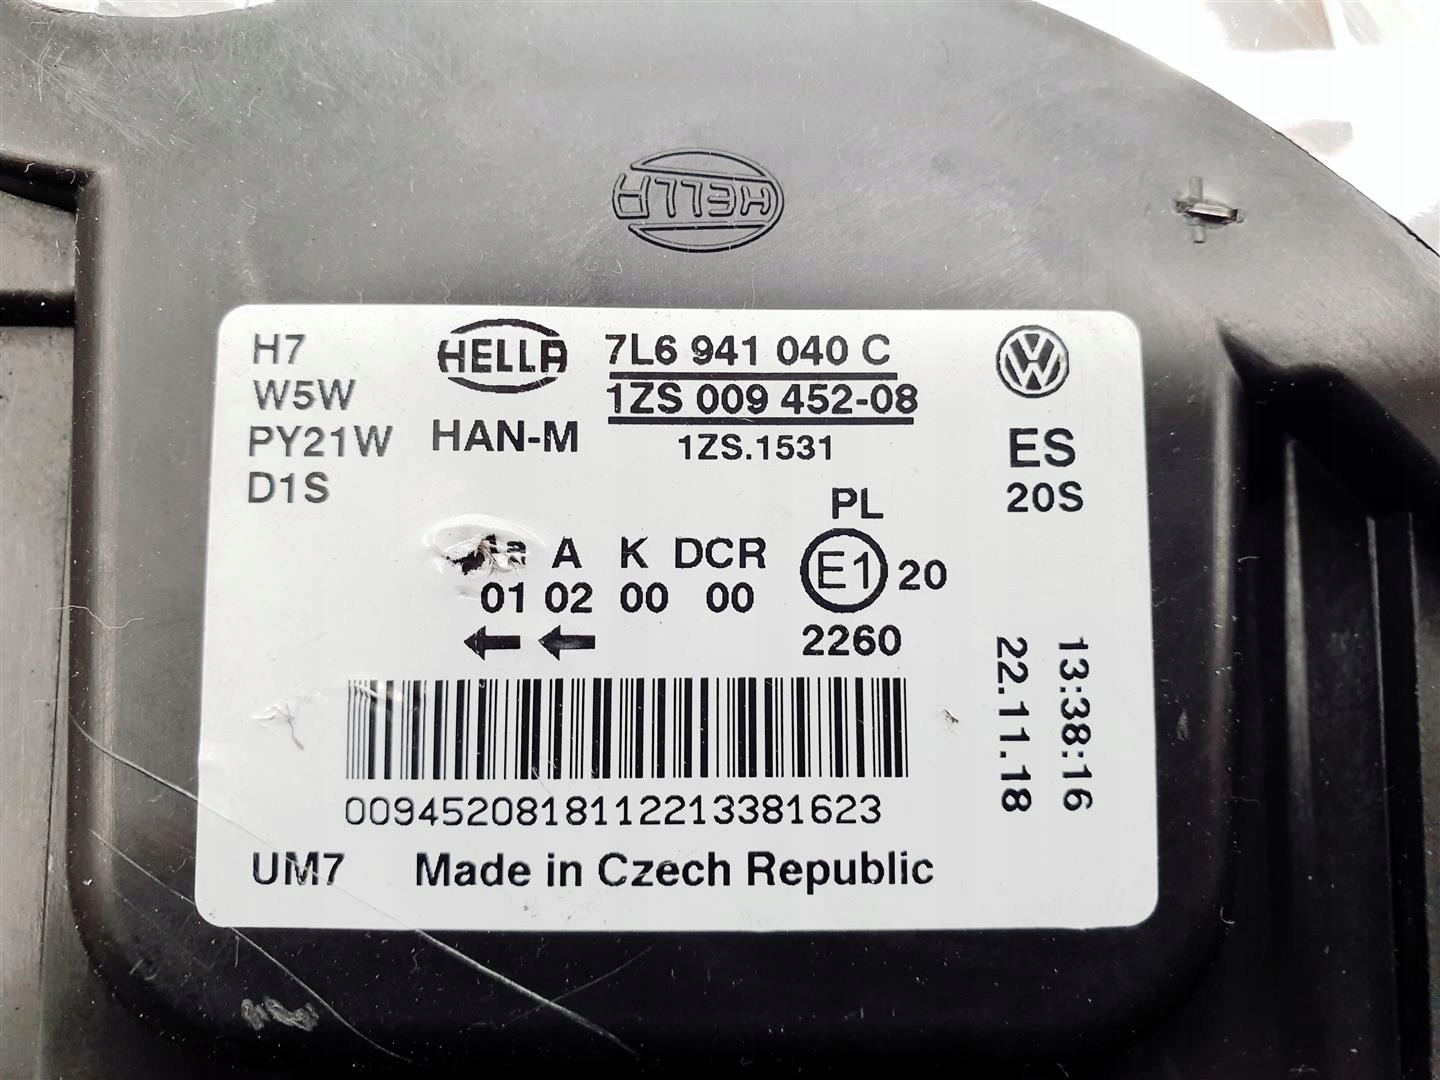 HELLA
H7
W5W
PY21W
D1S
HELLA
HAN-M
7L6 941 040 C
1ZS 009 452-08
1ZS.1531
ES
20S
PL
A K DCR
01 02 00 00
E1 20
2260
13:38:16
22.11.18
0094520818112213381623
UM7 Made in Czech Republic